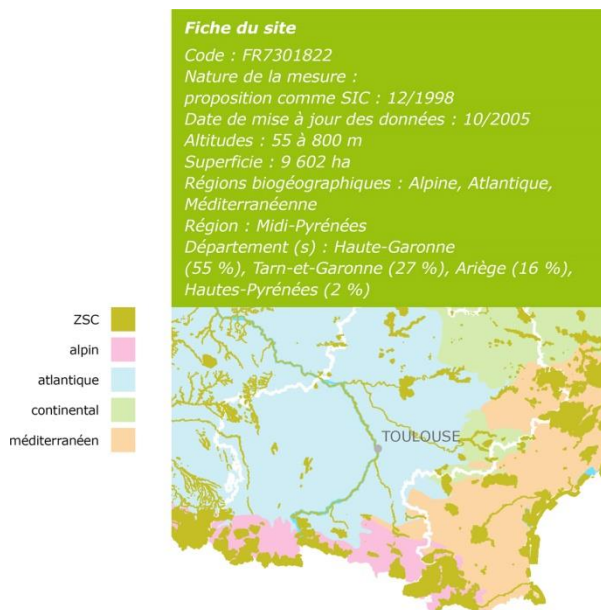 Fiche du site
Code : FR7301822
Nature de la mesure :
proposition comme SIC : 12/1998
Date de mise à jour des données : 10/2005
Altitudes : 55 à 800 m
Superficie : 9 602 ha
Régions biogéographiques : Alpine, Atlantique,
Méditerranéenne
Région : Midi-Pyrénées
Département (s) : Haute-Garonne
(55 %), Tarn-et-Garonne (27 %), Ariège (16 %),
Hautes-Pyrénées (2 %)
ZSC
alpin
atlantique
continental
méditerranéen
TOULOUSE